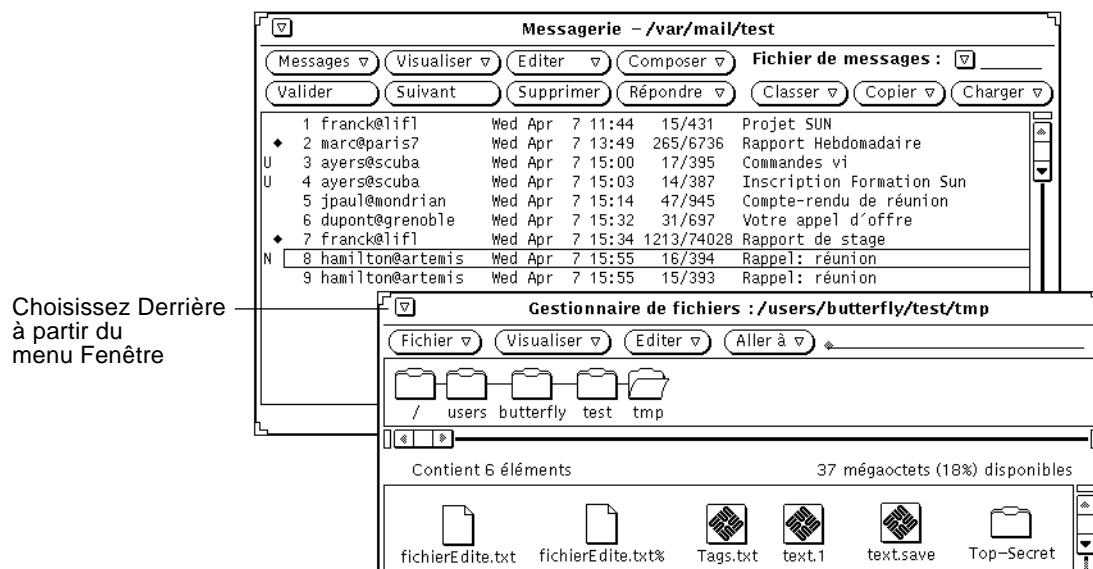 Messagerie – /var/mail/test
Messages Visualiser Editer Composer Fichier de messages :
Valider Suivant Supprimer Répondre Classer Copier Charger
1 franck@lifl Wed Apr 7 11:44 15/431 Projet SUN
2 marc@paris7 Wed Apr 7 13:49 265/6736 Rapport Hebdomadaire
U 3 ayers@scuba Wed Apr 7 15:00 17/395 Commandes vi
U 4 ayers@scuba Wed Apr 7 15:03 14/387 Inscription Formation Sun
5 jpaul@mondrian Wed Apr 7 15:14 47/945 Compte-rendu de réunion
6 dupont@grenoble Wed Apr 7 15:32 31/697 Votre appel d´offre
7 franck@lifl Wed Apr 7 15:34 1213/74028 Rapport de stage
N 8 hamilton@artemis Wed Apr 7 15:55 16/394 Rappel: réunion
9 hamilton@artemis Wed Apr 7 15:55 15/393 Rappel: réunion
Choisissez Derrière
à partir du
menu Fenêtre
Gestionnaire de fichiers : /users/butterfly/test/tmp
Fichier Visualiser Editer Aller à
/ users butterfly test tmp
Contient 6 éléments 37 mégaoctets (18%) disponibles
fichierEdite.txt fichierEdite.txt% Tags.txt text.1 text.save Top–Secret